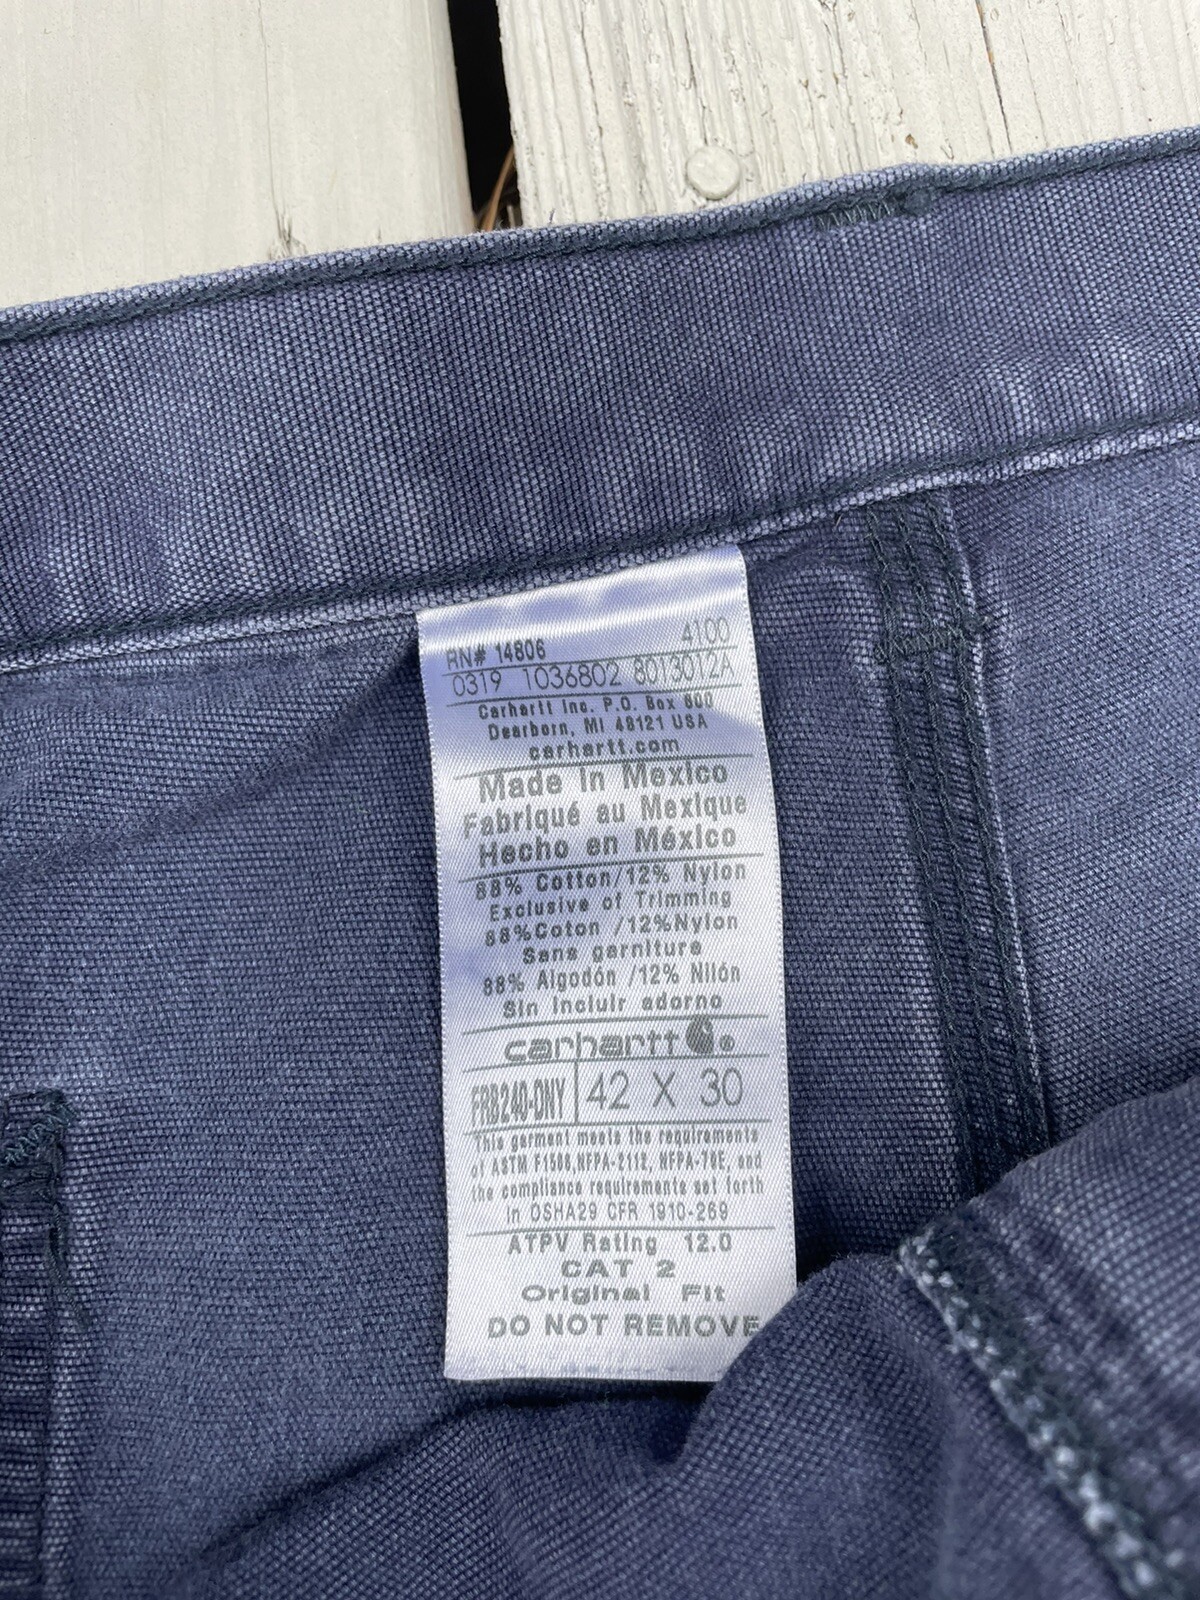 RN# 14806 4100
0319 1036802 8013012A
Carhartt Inc. P.O. Box 600
Dearborn, MI 48121 USA
carhartt.com
Made in Mexico
Fabriqué au Mexique
Hecho en México
88% Cotton/12% Nylon
Exclusive of Trimming
88%Coton /12%Nylon
Sans garniture
88% Algodón /12% Nilón
Sin incluir adorno
carhartt
FRB240-DNY 42 X 30
This garment meets the requirements
of ASTM F1506,NFPA-2112, NFPA-70E, and
the compliance requirements set forth
in OSHA29 CFR 1910-269
ATPV Rating 12.0
CAT 2
Original Fit
DO NOT REMOVE